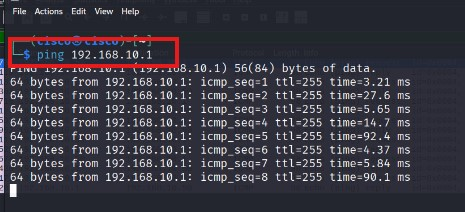 File Actions Edit View Help
(cisco㉿cisco)-[~]
$ ping 192.168.10.1
PING 192.168.10.1 (192.168.10.1) 56(84) bytes of data.
64 bytes from 192.168.10.1: icmp_seq=1 ttl=255 time=3.21 ms
64 bytes from 192.168.10.1: icmp_seq=2 ttl=255 time=27.6 ms
64 bytes from 192.168.10.1: icmp_seq=3 ttl=255 time=5.65 ms
64 bytes from 192.168.10.1: icmp_seq=4 ttl=255 time=14.7 ms
64 bytes from 192.168.10.1: icmp_seq=5 ttl=255 time=92.4 ms
64 bytes from 192.168.10.1: icmp_seq=6 ttl=255 time=4.37 ms
64 bytes from 192.168.10.1: icmp_seq=7 ttl=255 time=5.84 ms
64 bytes from 192.168.10.1: icmp_seq=8 ttl=255 time=90.1 ms